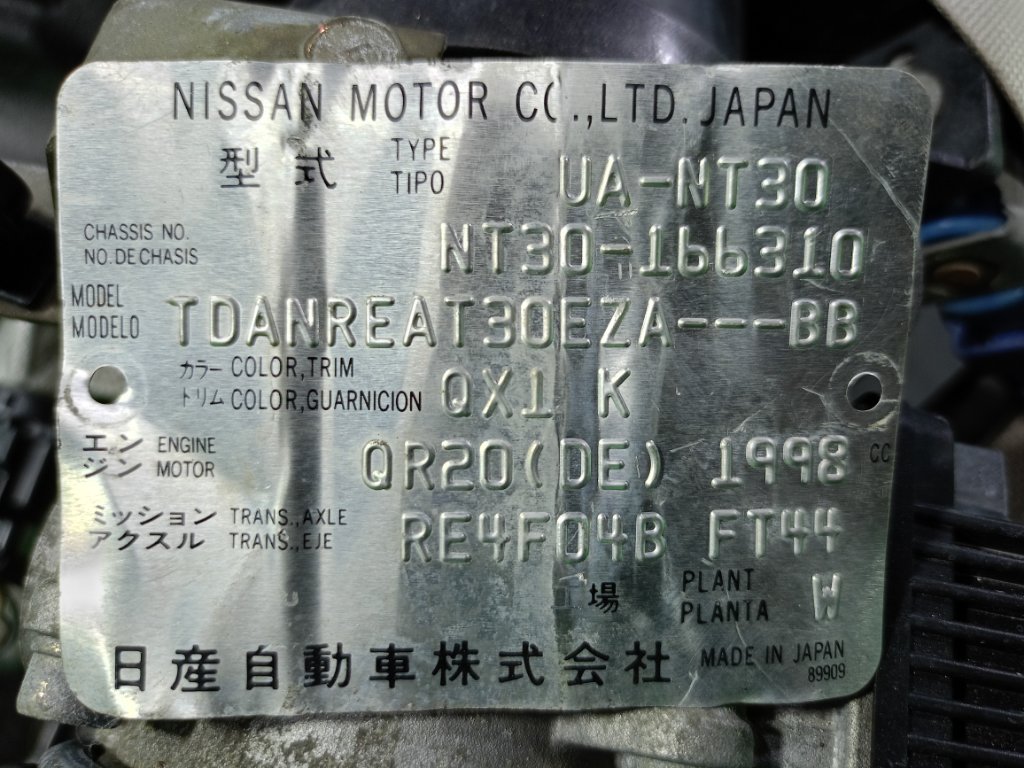 NISSAN MOTOR CO.,LTD. JAPAN
型 式 TYPE TIPO UA-NT30
CHASSIS NO.
NO. DE CHASIS NT30-166310
MODEL
MODELO TDANREAT30EZA---BB
カラー COLOR,TRIM
トリム COLOR,GUARNICION QX1 K
エン ENGINE
ジン MOTOR QR20(DE) 1998 CC
ミッション TRANS.,AXLE
アクスル TRANS.,EJE RE4F04B FT44
場 PLANT
PLANTA W
日産自動車株式会社 MADE IN JAPAN
89909